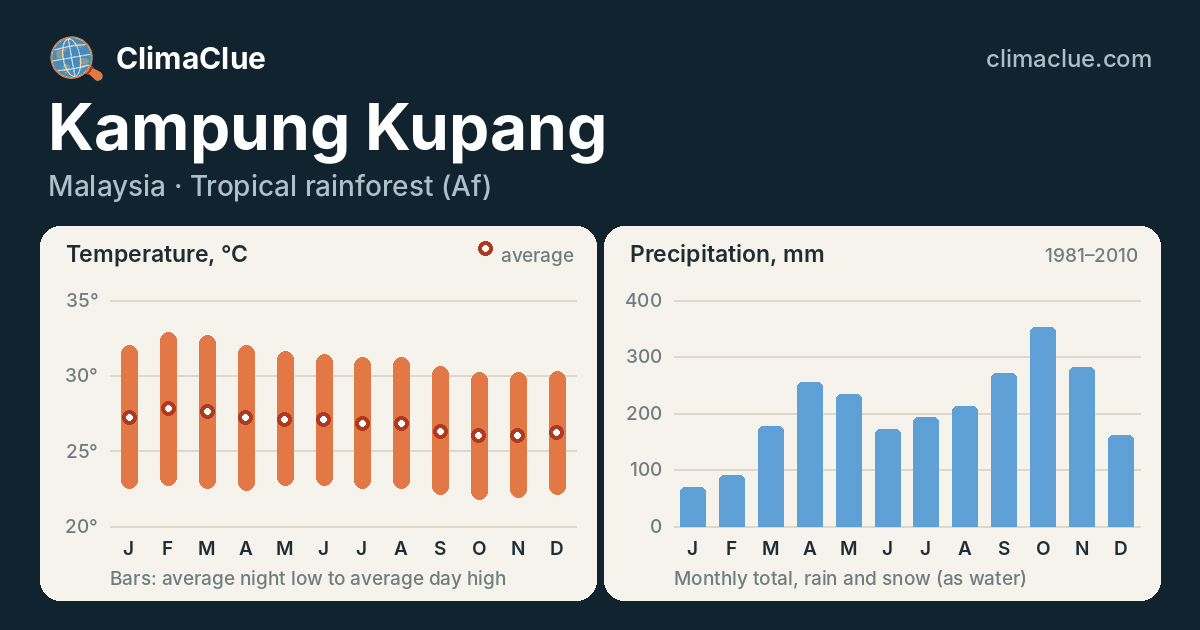 ClimaClue
climaclue.com
Kampung Kupang
Malaysia · Tropical rainforest (Af)
Temperature, °C
average
35°
30°
25°
20°
J F M A M J J A S O N D
Bars: average night low to average day high
Precipitation, mm
1981–2010
400
300
200
100
0
J F M A M J J A S O N D
Monthly total, rain and snow (as water)